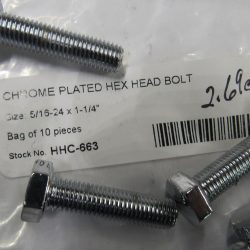 CHROME PLATED HEX HEAD BOLT
Size: 5/16-24 x 1-1/4"
2.69
Bag of 10 pieces
Stock No. HHC-663